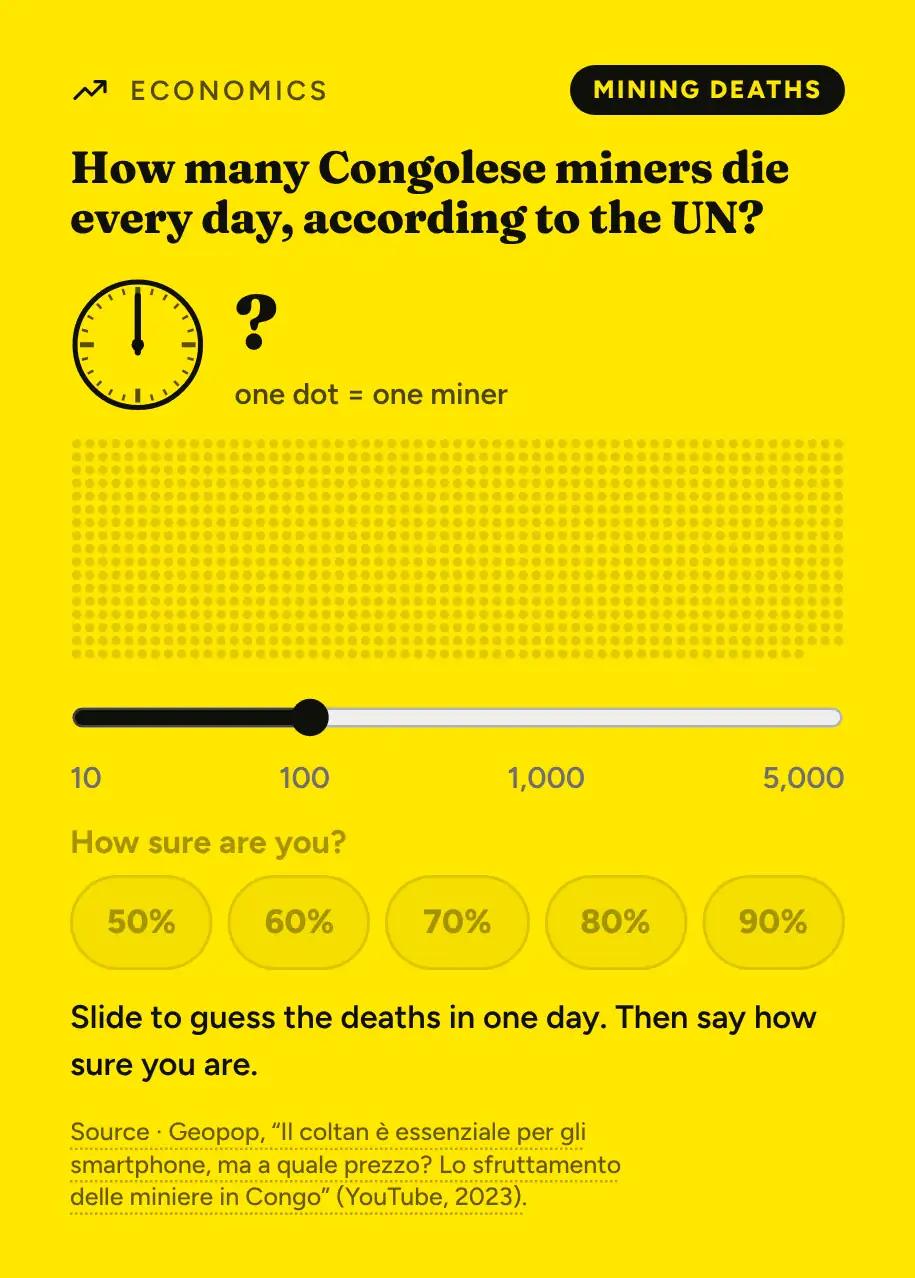 ECONOMICS
MINING DEATHS
How many Congolese miners die
every day, according to the UN?
?
one dot = one miner
10 100 1,000 5,000
How sure are you?
50% 60% 70% 80% 90%
Slide to guess the deaths in one day. Then say how
sure you are.
Source · Geopop, “Il coltan è essenziale per gli
smartphone, ma a quale prezzo? Lo sfruttamento
delle miniere in Congo” (YouTube, 2023).